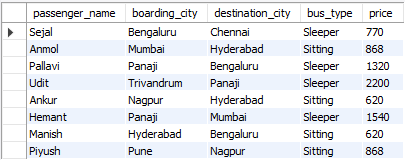 passenger_name boarding_city destination_city bus_type price
Sejal Bengaluru Chennai Sleeper 770
Anmol Mumbai Hyderabad Sitting 868
Pallavi Panaji Bengaluru Sleeper 1320
Udit Trivandrum Panaji Sleeper 2200
Ankur Nagpur Hyderabad Sitting 620
Hemant Panaji Mumbai Sleeper 1540
Manish Hyderabad Bengaluru Sitting 620
Piyush Pune Nagpur Sitting 868